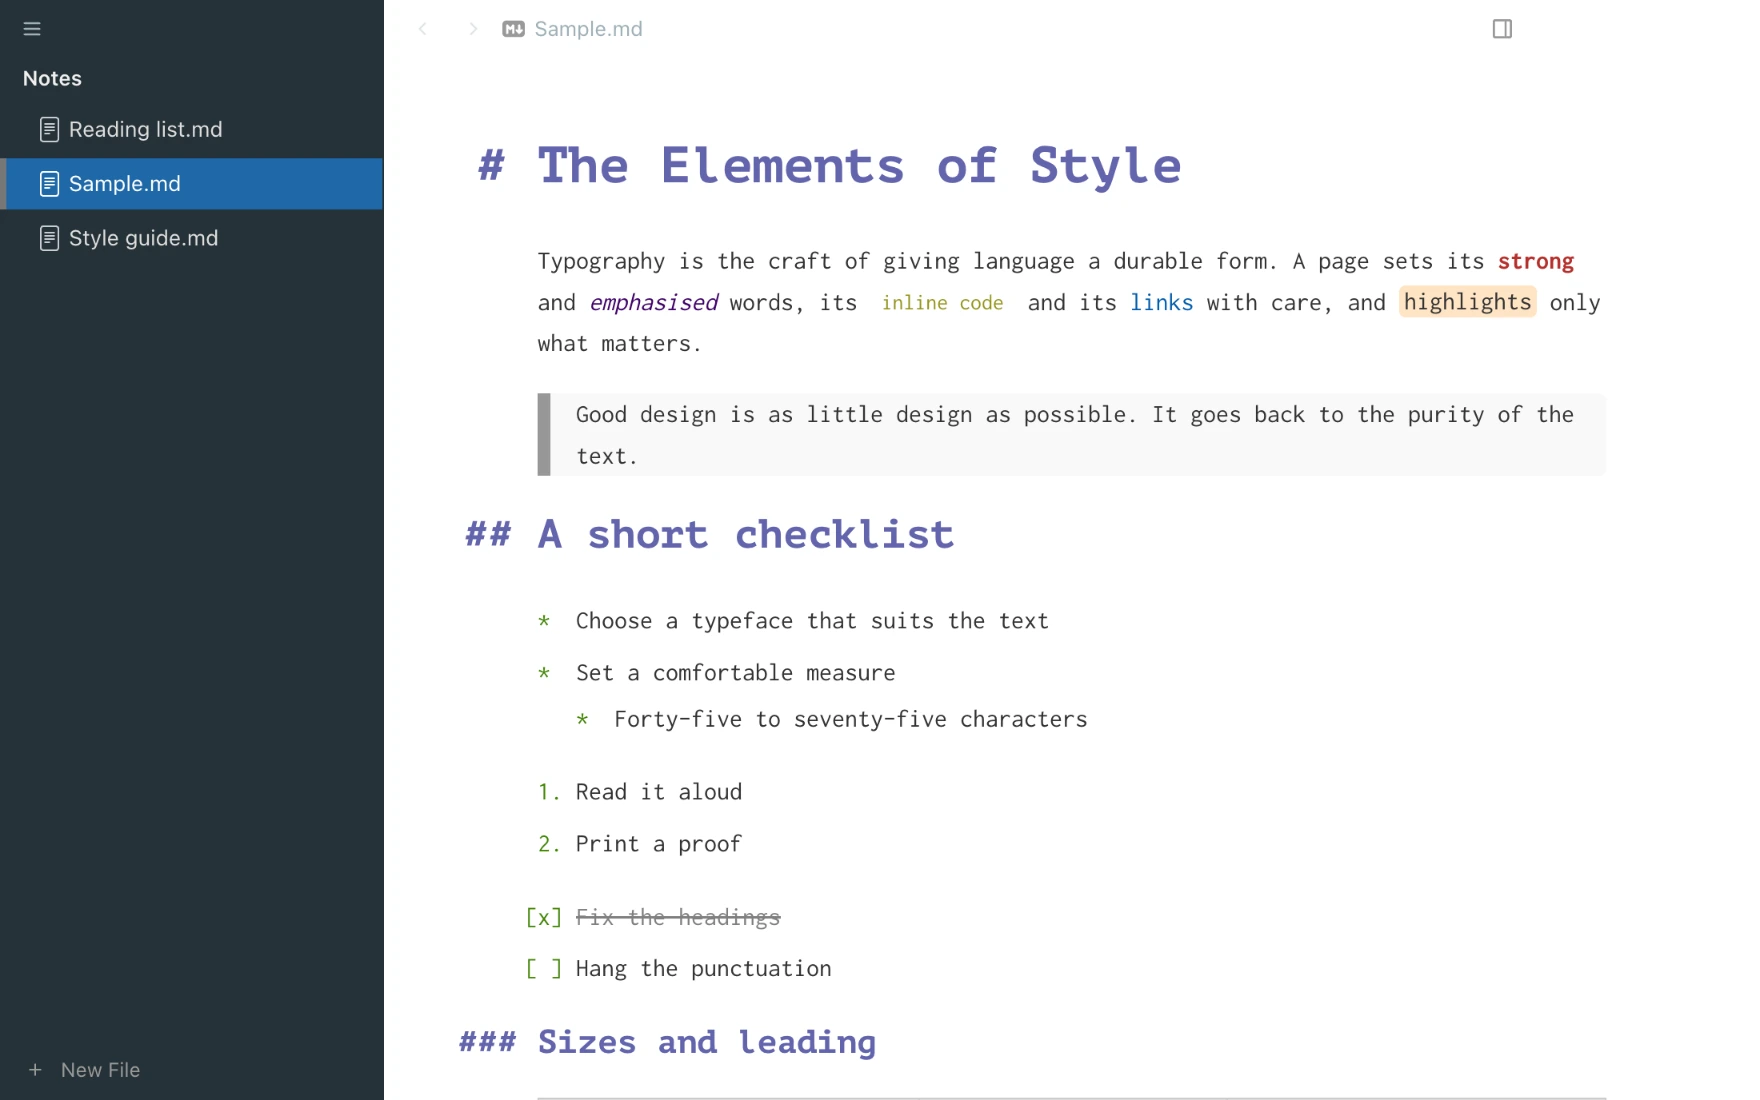 Notes
Reading list.md
Sample.md
Style guide.md
+ New File
M↓ Sample.md
# The Elements of Style
Typography is the craft of giving language a durable form. A page sets its strong
and emphasised words, its inline code and its links with care, and highlights only
what matters.
Good design is as little design as possible. It goes back to the purity of the
text.
## A short checklist
* Choose a typeface that suits the text
* Set a comfortable measure
* Forty-five to seventy-five characters
1. Read it aloud
2. Print a proof
[x] Fix the headings
[ ] Hang the punctuation
### Sizes and leading